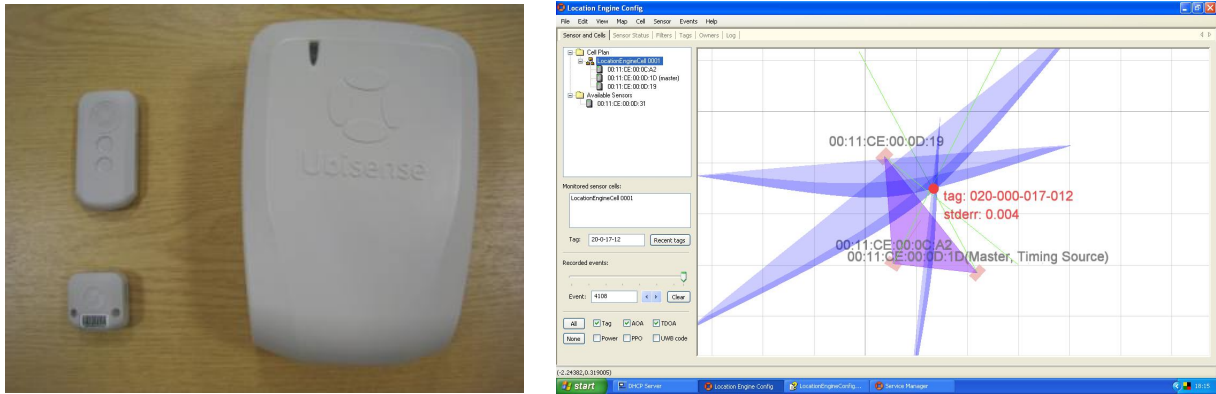 Ubisense
Location Engine Config
File Edit View Map Cell Sensor Events Help
Sensor and Cells Sensor Status Filters Tags Owners Log
Cell Plan
LocationEngineCell 0001
00:11:CE:00:0C:A2
00:11:CE:00:0D:1D (master)
00:11:CE:00:0D:19
Available Sensors
00:11:CE:00:0D:31
Monitored sensor cells:
LocationEngineCell 0001
Tag: 20-0-17-12 Recent tags
Recorded events:
Event: 4108 < > Clear
All Tag AOA TDOA
None Power PPO UWB code
00:11:CE:00:0D:19
tag: 020-000-017-012
stderr: 0.004
00:11:CE:00:0C:A2
00:11:CE:00:0D:1D(Master, Timing Source)
(-2.24382,0.319005)
start DHCP Server Location Engine Config LocationEngineConfig... Service Manager 18:15